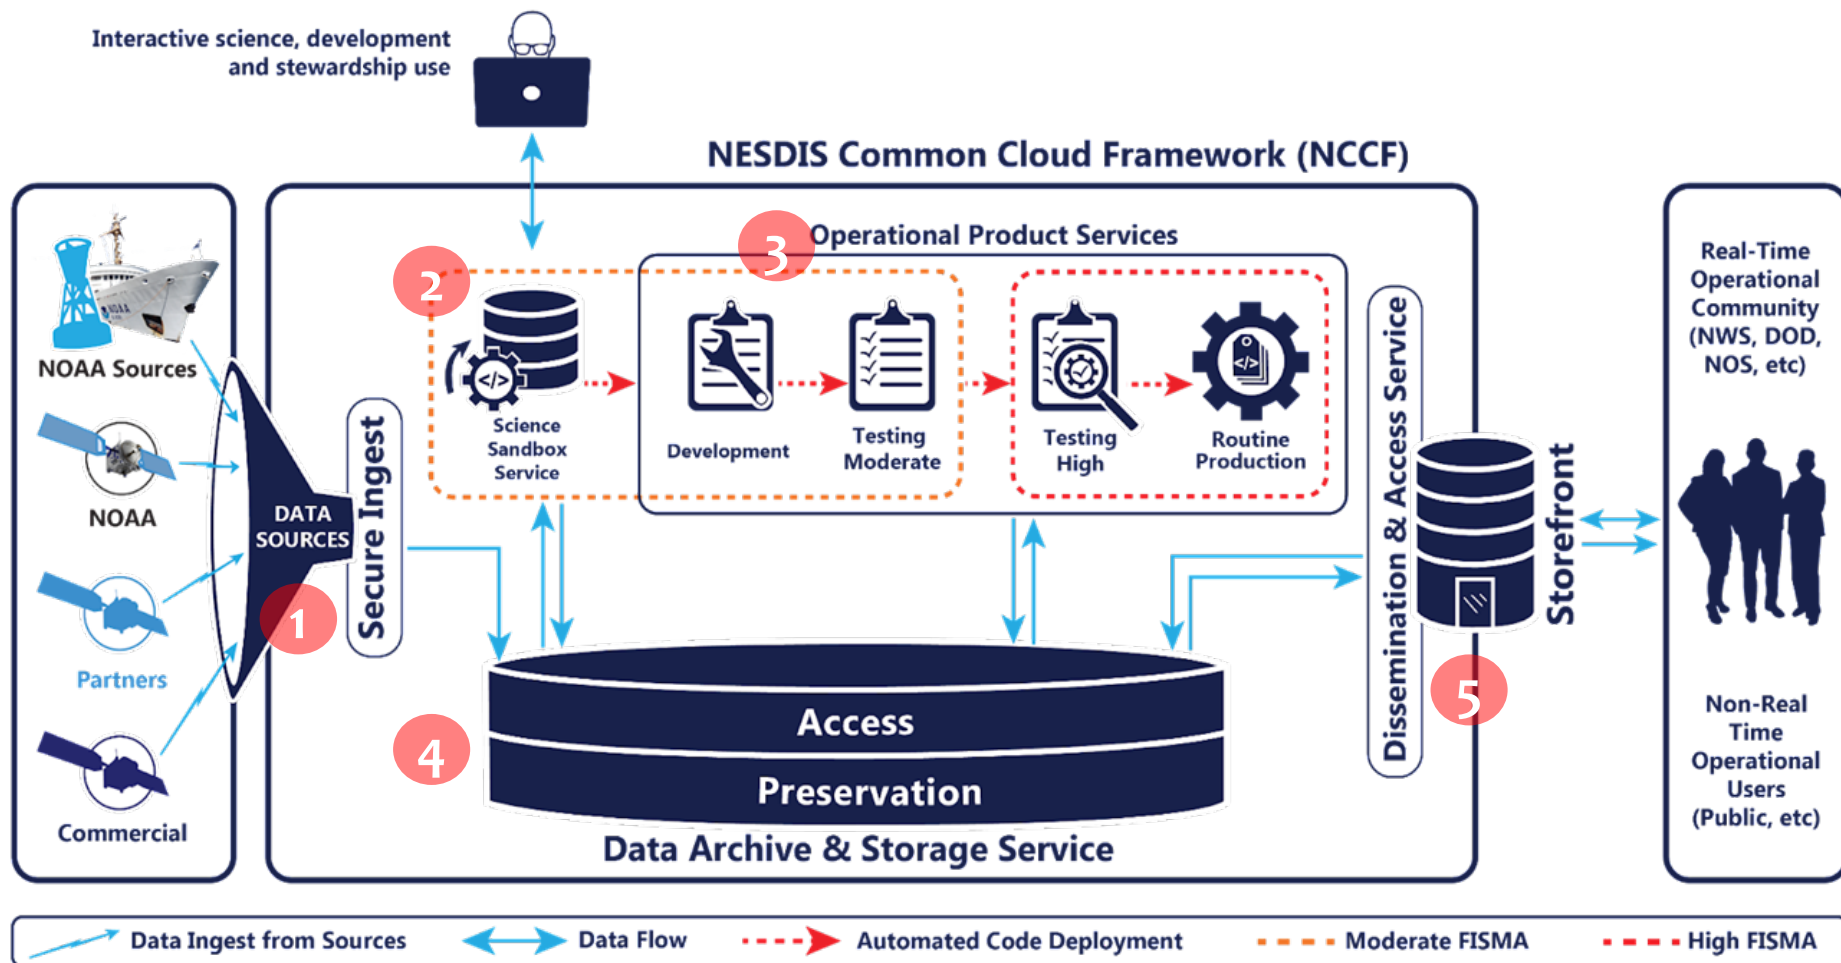 Interactive science, development
and stewardship use
NESDIS Common Cloud Framework (NCCF)
NOAA Sources
NOAA
Partners
Commercial
DATA
SOURCES
1
Secure Ingest
2
Science
Sandbox
Service
3
Operational Product Services
Development
Testing
Moderate
Testing
High
Routine
Production
4
Access
Preservation
Data Archive & Storage Service
Dissemination & Access Service
5
Storefront
Real-Time
Operational
Community
(NWS, DOD,
NOS, etc)
Non-Real
Time
Operational
Users
(Public, etc)
Data Ingest from Sources
Data Flow
Automated Code Deployment
Moderate FISMA
High FISMA